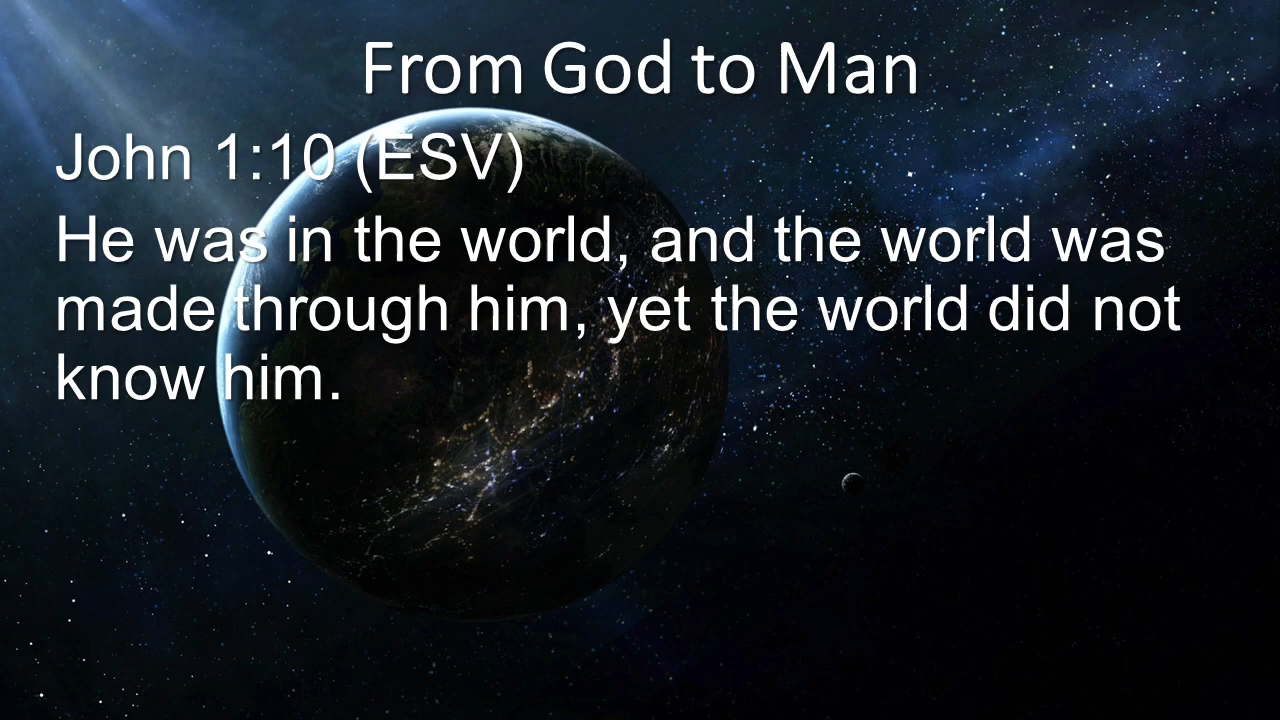 From God to Man
John 1:10 (ESV)
He was in the world, and the world was
made through him, yet the world did not
know him.